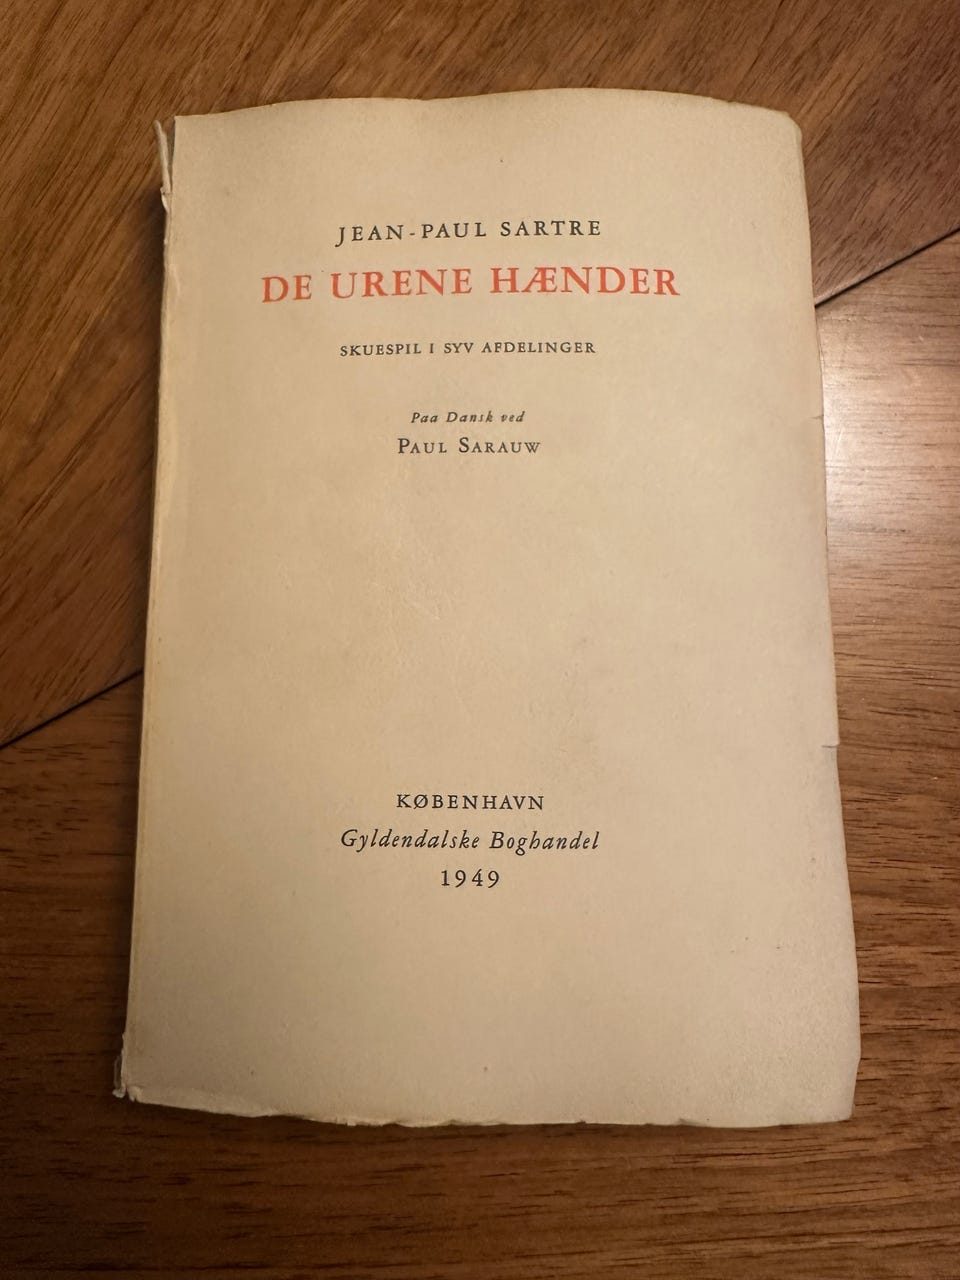 JEAN-PAUL SARTRE
DE URENE HÆNDER
SKUESPIL I SYV AFDELINGER
Paa Dansk ved
PAUL SARAUW
KØBENHAVN
Gyldendalske Boghandel
1949